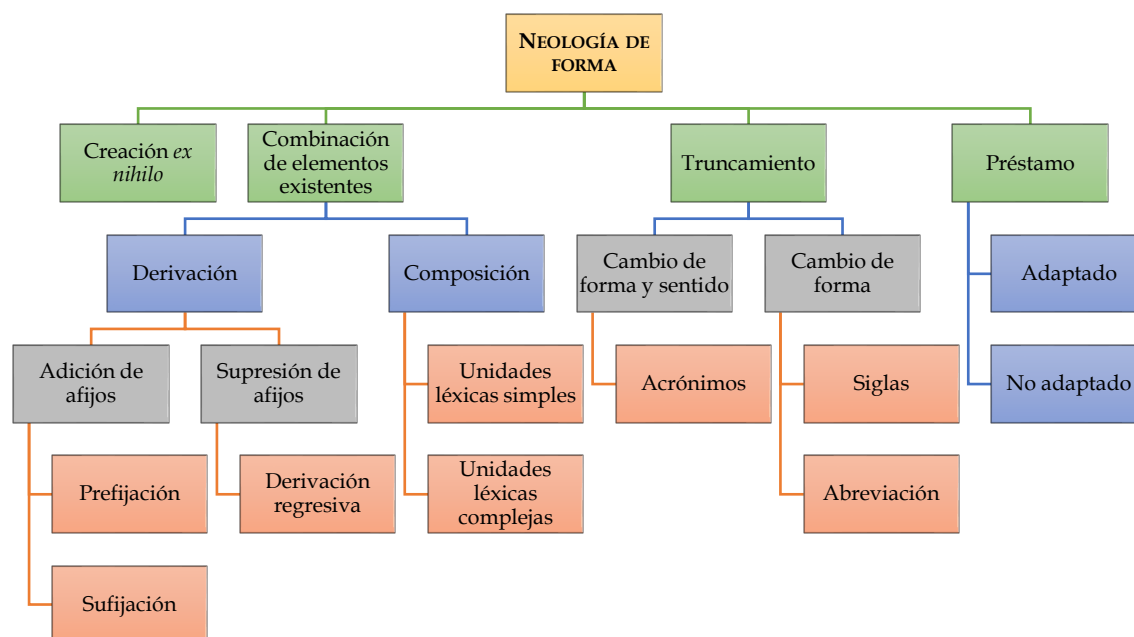 NEOLOGÍA DE
FORMA
Creación ex
nihilo
Combinación
de elementos
existentes
Truncamiento
Préstamo
Derivación
Composición
Cambio de
forma y sentido
Cambio de
forma
Adaptado
Adición de
afijos
Supresión de
afijos
Unidades
léxicas simples
Acrónimos
Siglas
No adaptado
Prefijación
Derivación
regresiva
Unidades
léxicas
complejas
Abreviación
Sufijación